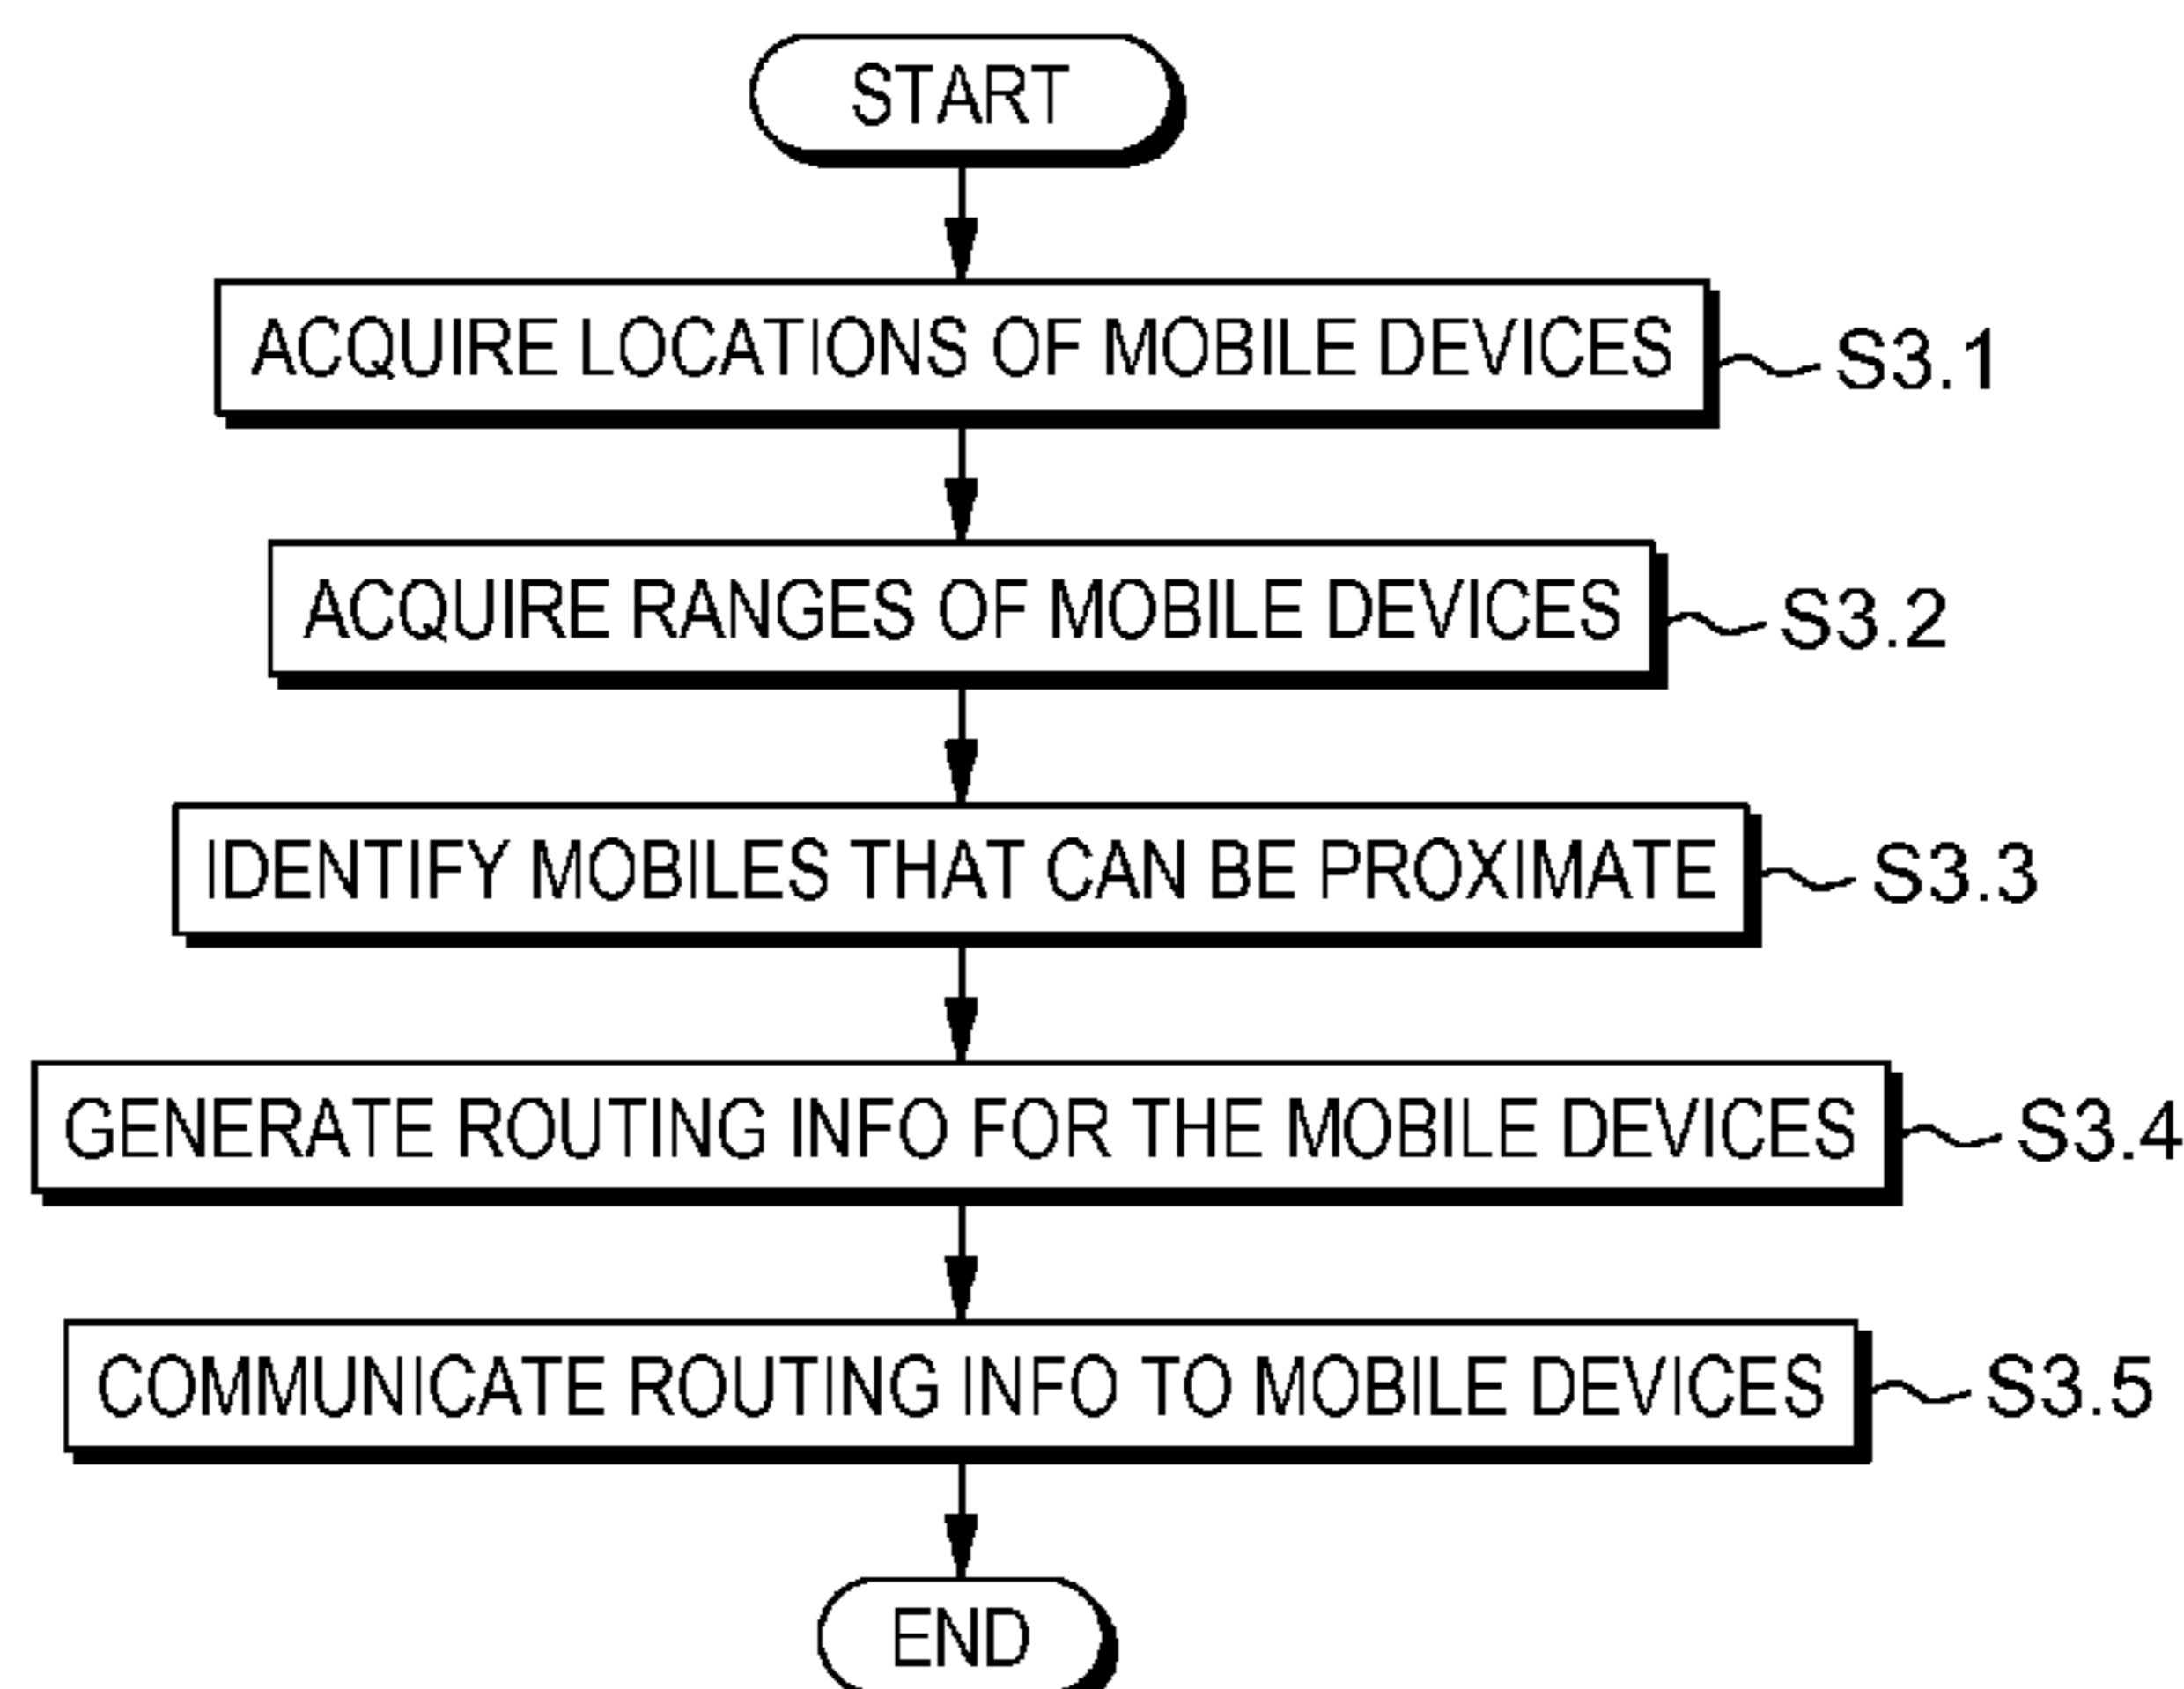 START
ACQUIRE LOCATIONS OF MOBILE DEVICES
S3.1
ACQUIRE RANGES OF MOBILE DEVICES
S3.2
IDENTIFY MOBILES THAT CAN BE PROXIMATE
S3.3
GENERATE ROUTING INFO FOR THE MOBILE DEVICES
S3.4
COMMUNICATE ROUTING INFO TO MOBILE DEVICES
S3.5
END